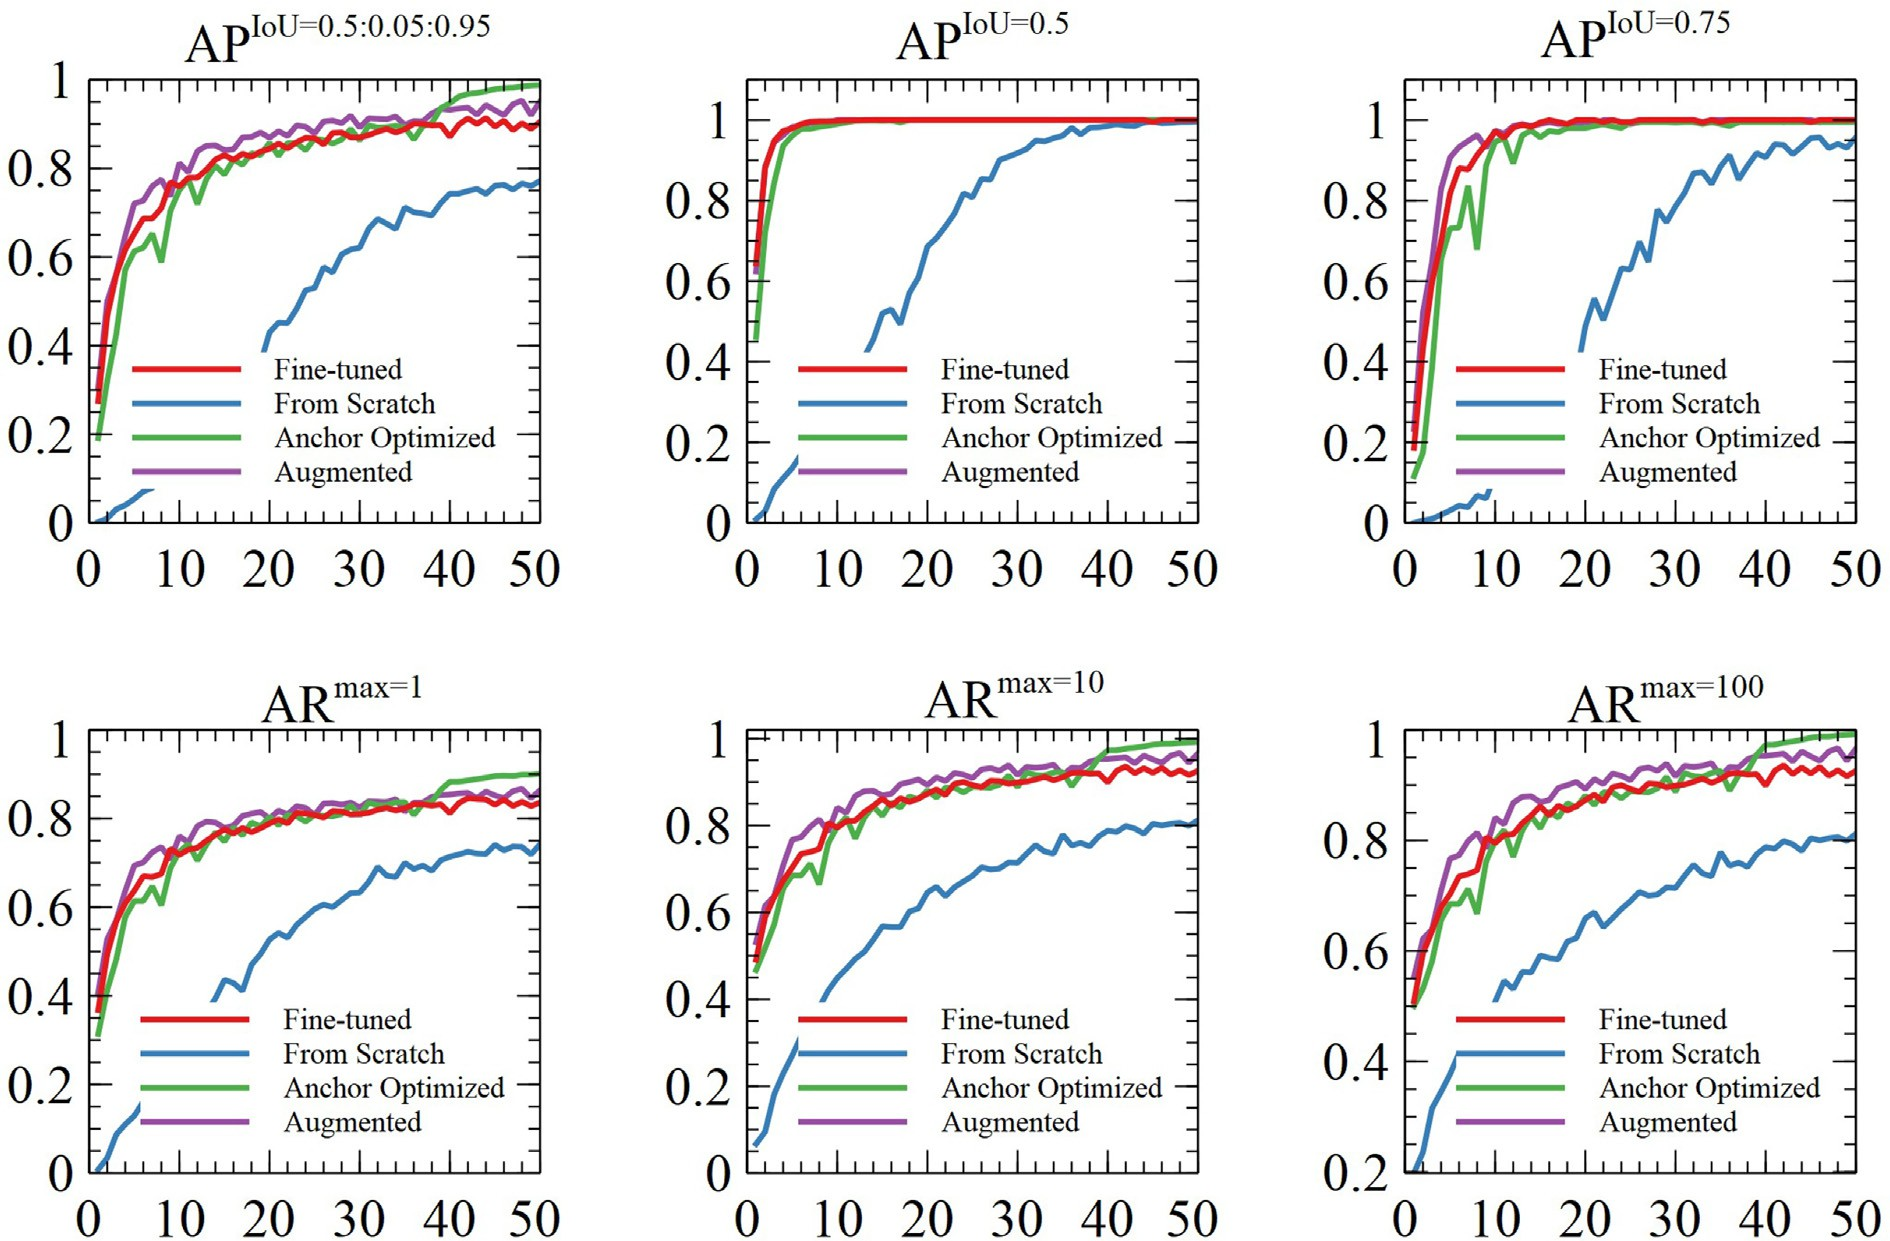 AP^IoU=0.5:0.05:0.95
1
0.8
0.6
0.4
0.2
0
Fine-tuned
From Scratch
Anchor Optimized
Augmented
0 10 20 30 40 50
AP^IoU=0.5
1
0.8
0.6
0.4
0.2
0
Fine-tuned
From Scratch
Anchor Optimized
Augmented
0 10 20 30 40 50
AP^IoU=0.75
1
0.8
0.6
0.4
0.2
0
Fine-tuned
From Scratch
Anchor Optimized
Augmented
0 10 20 30 40 50
AR^max=1
1
0.8
0.6
0.4
0.2
0
Fine-tuned
From Scratch
Anchor Optimized
Augmented
0 10 20 30 40 50
AR^max=10
1
0.8
0.6
0.4
0.2
0
Fine-tuned
From Scratch
Anchor Optimized
Augmented
0 10 20 30 40 50
AR^max=100
1
0.8
0.6
0.4
0.2
Fine-tuned
From Scratch
Anchor Optimized
Augmented
0 10 20 30 40 50